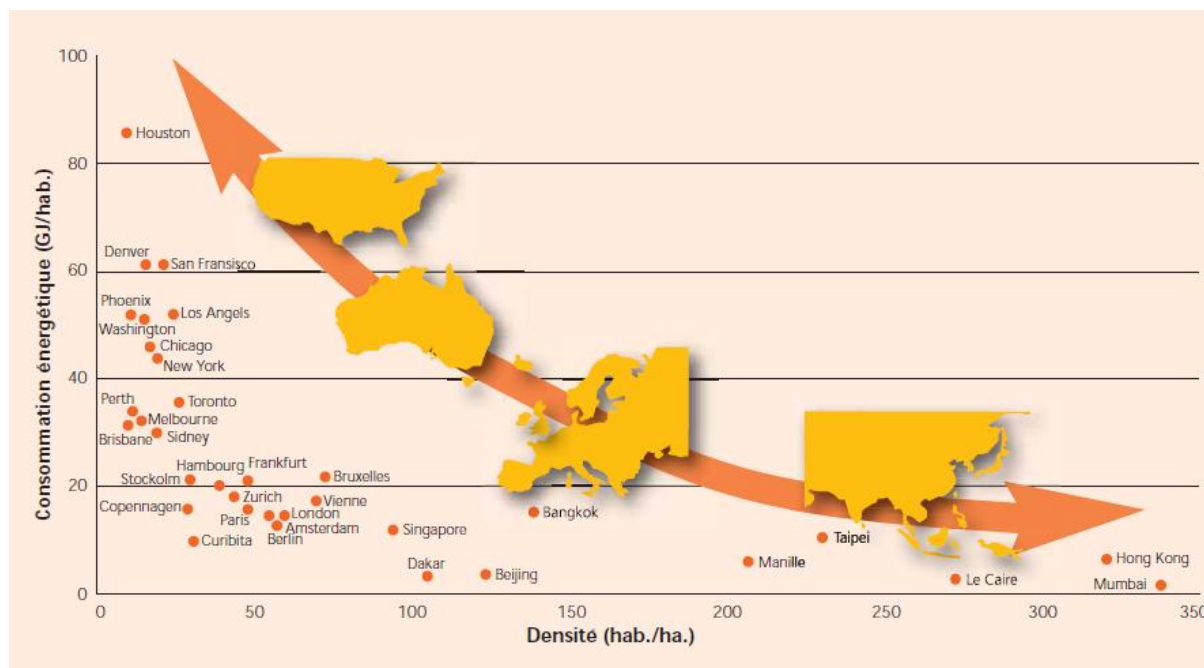 Consommation énergétique (GJ/hab.)
100
80
60
40
20
0
Houston
Denver
San Fransisco
Phoenix
Los Angels
Washington
Chicago
New York
Perth
Toronto
Melbourne
Brisbane
Sidney
Hambourg
Frankfurt
Stockolm
Bruxelles
Zurich
Vienne
Copennagen
Paris
London
Amsterdam
Berlin
Curibita
Singapore
Bangkok
Dakar
Beijing
Manille
Taipei
Le Caire
Hong Kong
Mumbai
0 50 100 150 200 250 300 350
Densité (hab./ha.)